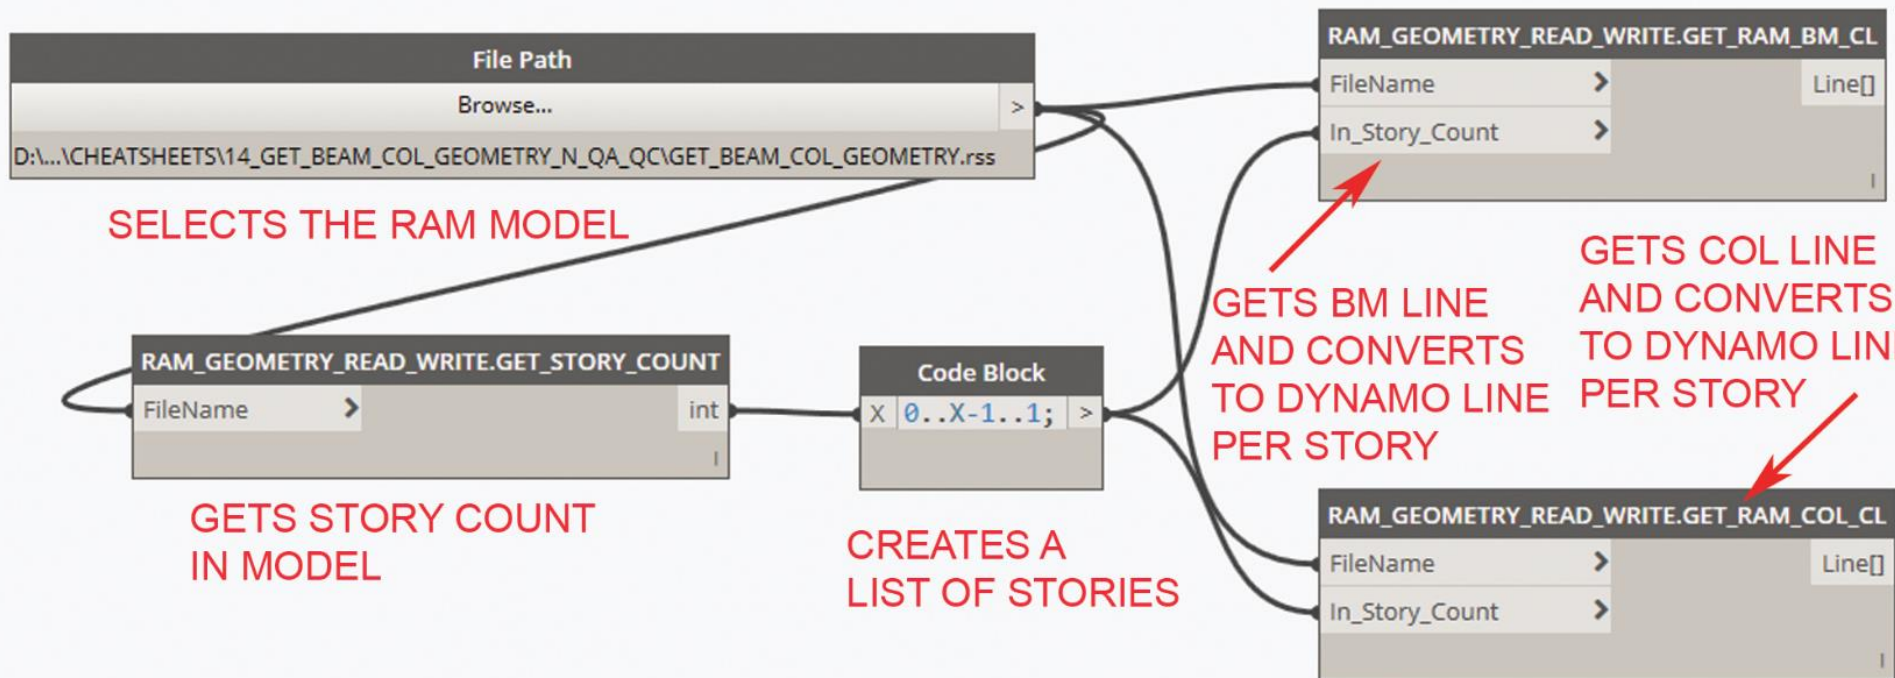 File Path
Browse...
>
D:\...\CHEATSHEETS\14_GET_BEAM_COL_GEOMETRY_N_QA_QC\GET_BEAM_COL_GEOMETRY.rss
SELECTS THE RAM MODEL
RAM_GEOMETRY_READ_WRITE.GET_STORY_COUNT
FileName > int
l
GETS STORY COUNT
IN MODEL
Code Block
X 0..X-1..1; >
CREATES A
LIST OF STORIES
RAM_GEOMETRY_READ_WRITE.GET_RAM_BM_CL
FileName > Line[]
In_Story_Count >
l
GETS BM LINE
AND CONVERTS
TO DYNAMO LINE
PER STORY
GETS COL LINE
AND CONVERTS
TO DYNAMO LIN
PER STORY
RAM_GEOMETRY_READ_WRITE.GET_RAM_COL_CL
FileName > Line[]
In_Story_Count >
l